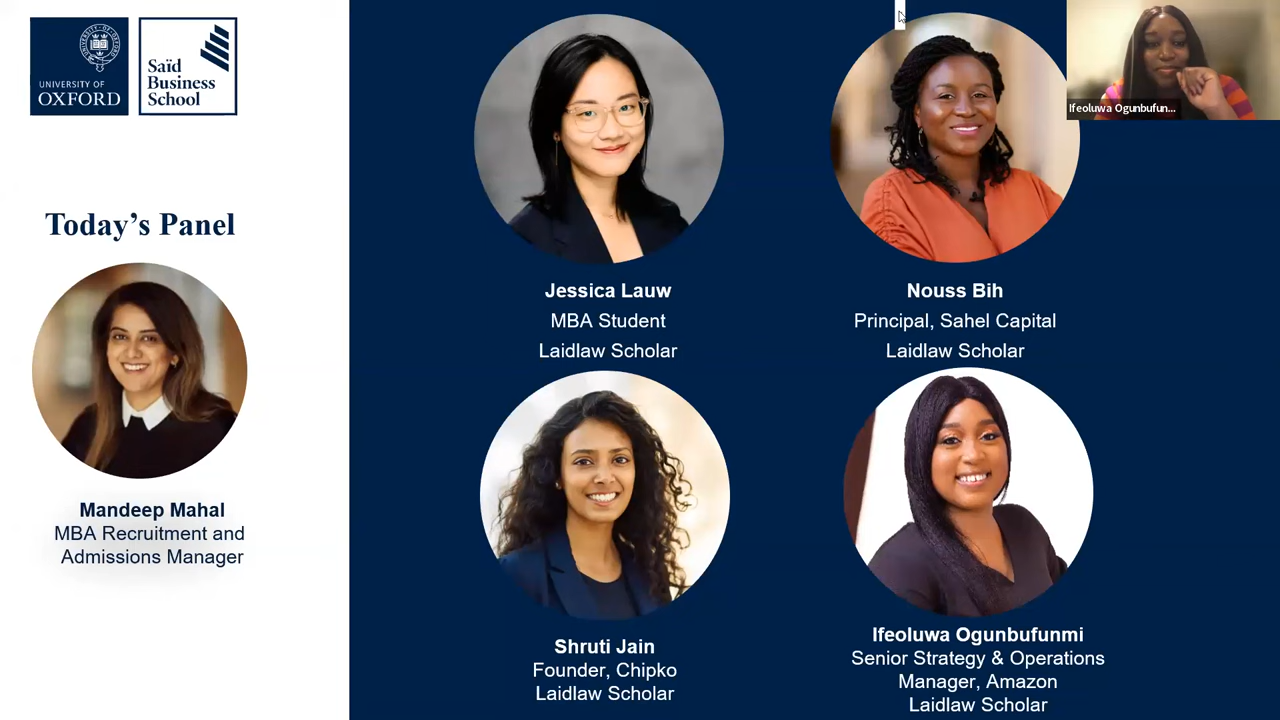 UNIVERSITY OF
OXFORD
Saïd
Business
School
Today's Panel
Mandeep Mahal
MBA Recruitment and
Admissions Manager
Jessica Lauw
MBA Student
Laidlaw Scholar
Nouss Bih
Principal, Sahel Capital
Laidlaw Scholar
Shruti Jain
Founder, Chipko
Laidlaw Scholar
Ifeoluwa Ogunbufunmi
Senior Strategy & Operations
Manager, Amazon
Laidlaw Scholar
Ifeoluwa Ogunbufun...